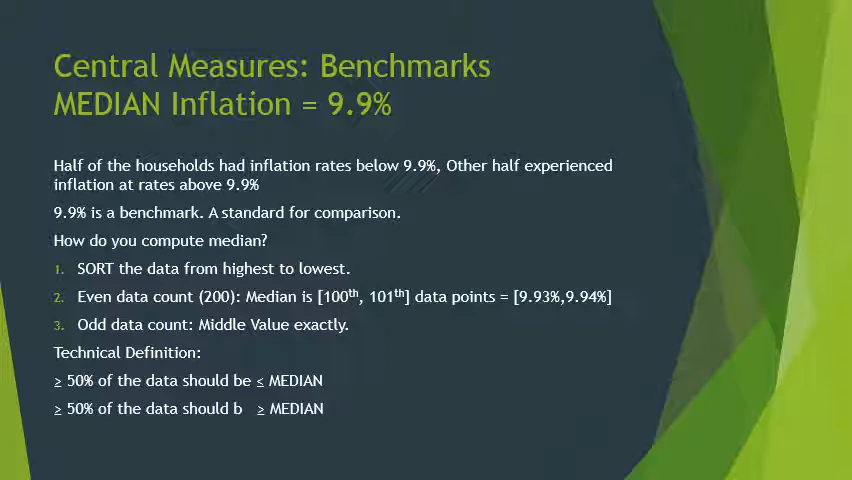 Central Measures: Benchmarks
MEDIAN Inflation = 9.9%
Half of the households had inflation rates below 9.9%, Other half experienced
inflation at rates above 9.9%
9.9% is a benchmark. A standard for comparison.
How do you compute median?
1. SORT the data from highest to lowest.
2. Even data count (200): Median is [100th, 101th] data points = [9.93%,9.94%]
3. Odd data count: Middle Value exactly.
Technical Definition:
≥ 50% of the data should be ≤ MEDIAN
≥ 50% of the data should b ≥ MEDIAN